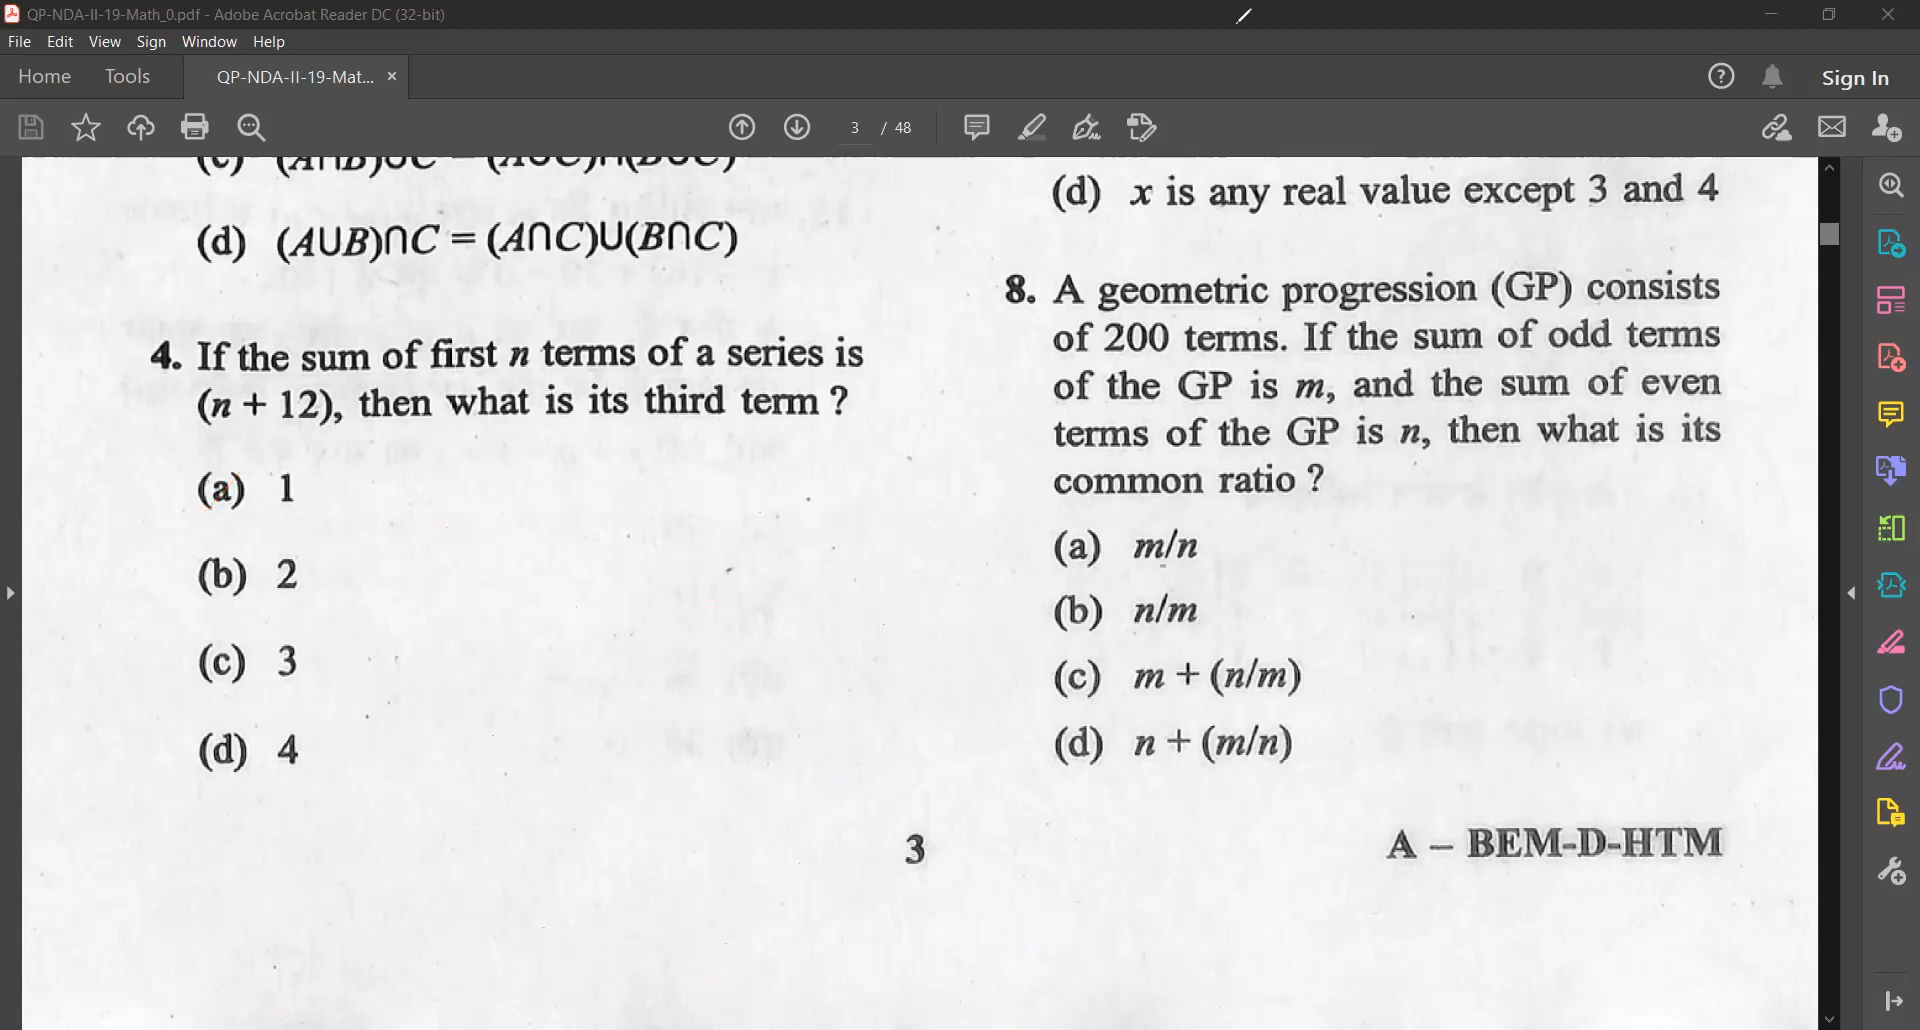 QP-NDA-II-19-Math_0.pdf - Adobe Acrobat Reader DC (32-bit)
File Edit View Sign Window Help
Home Tools QP-NDA-II-19-Mat... × Sign In
3 / 48
(c) (A∩B)∪C = (A∪C)∩(B∪C)
(d) (A∪B)∩C = (A∩C)∪(B∩C)
4. If the sum of first n terms of a series is
(n + 12), then what is its third term ?
(a) 1
(b) 2
(c) 3
(d) 4
(d) x is any real value except 3 and 4
8. A geometric progression (GP) consists
of 200 terms. If the sum of odd terms
of the GP is m, and the sum of even
terms of the GP is n, then what is its
common ratio ?
(a) m/n
(b) n/m
(c) m + (n/m)
(d) n + (m/n)
3
A – BEM-D-HTM